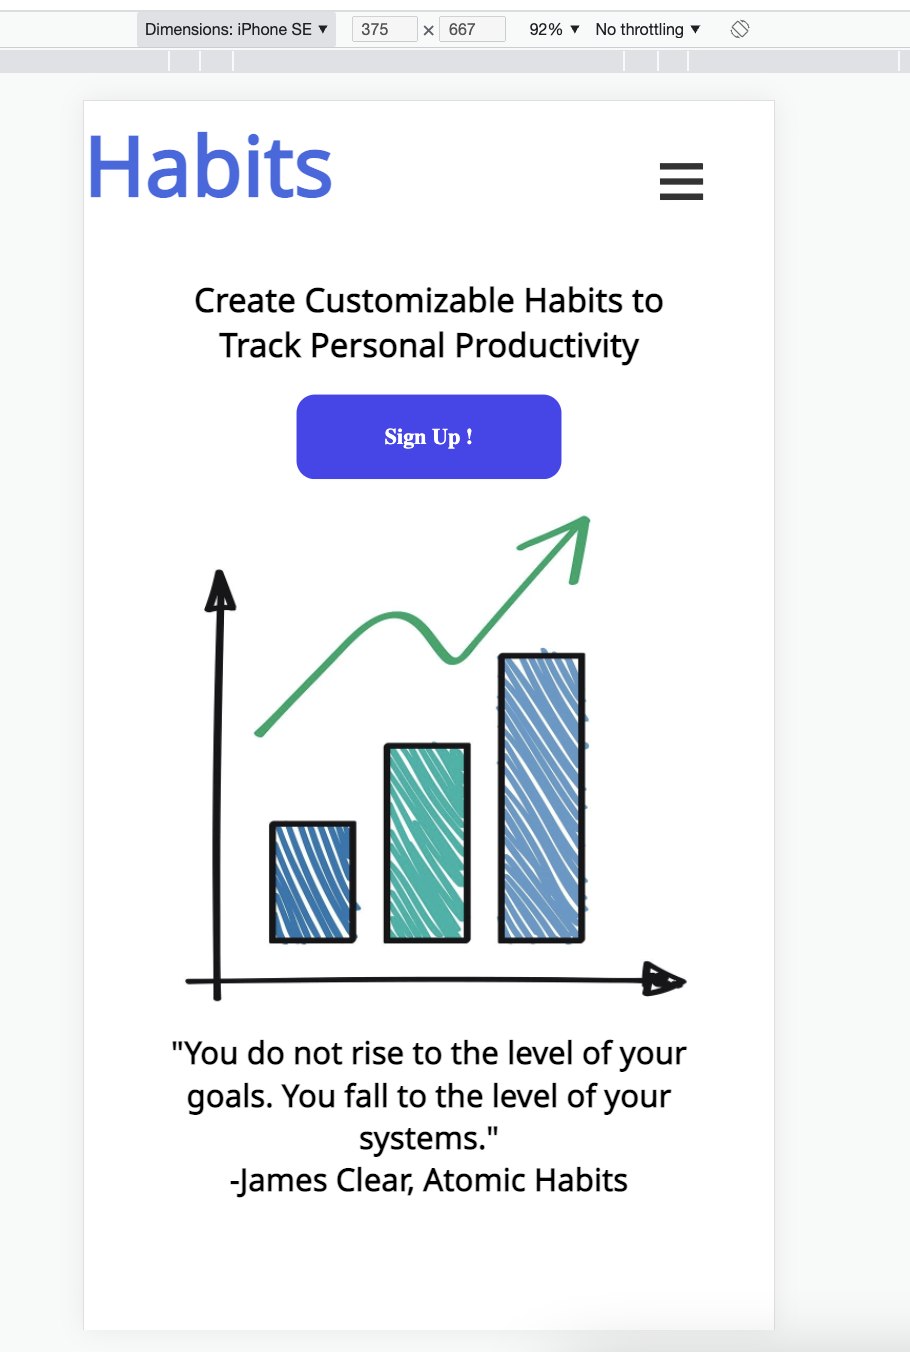 Dimensions: iPhone SE ▼ 375 × 667 92% ▼ No throttling ▼
Habits
Create Customizable Habits to
Track Personal Productivity
Sign Up !
"You do not rise to the level of your
goals. You fall to the level of your
systems."
-James Clear, Atomic Habits